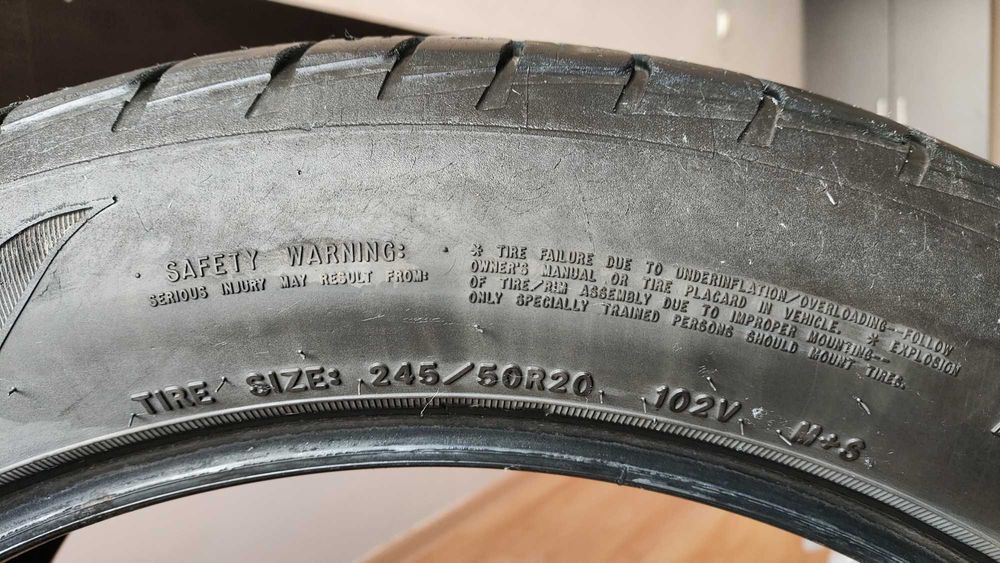 SAFETY WARNING:
SERIOUS INJURY MAY RESULT FROM:
* TIRE FAILURE DUE TO UNDERINFLATION/OVERLOADING--FOLLOW
OWNER'S MANUAL OR TIRE PLACARD IN VEHICLE. * EXPLOSION
OF TIRE/RIM ASSEMBLY DUE TO IMPROPER MOUNTING--
ONLY SPECIALLY TRAINED PERSONS SHOULD MOUNT TIRES.
TIRE SIZE: 245/50R20 102V M+S